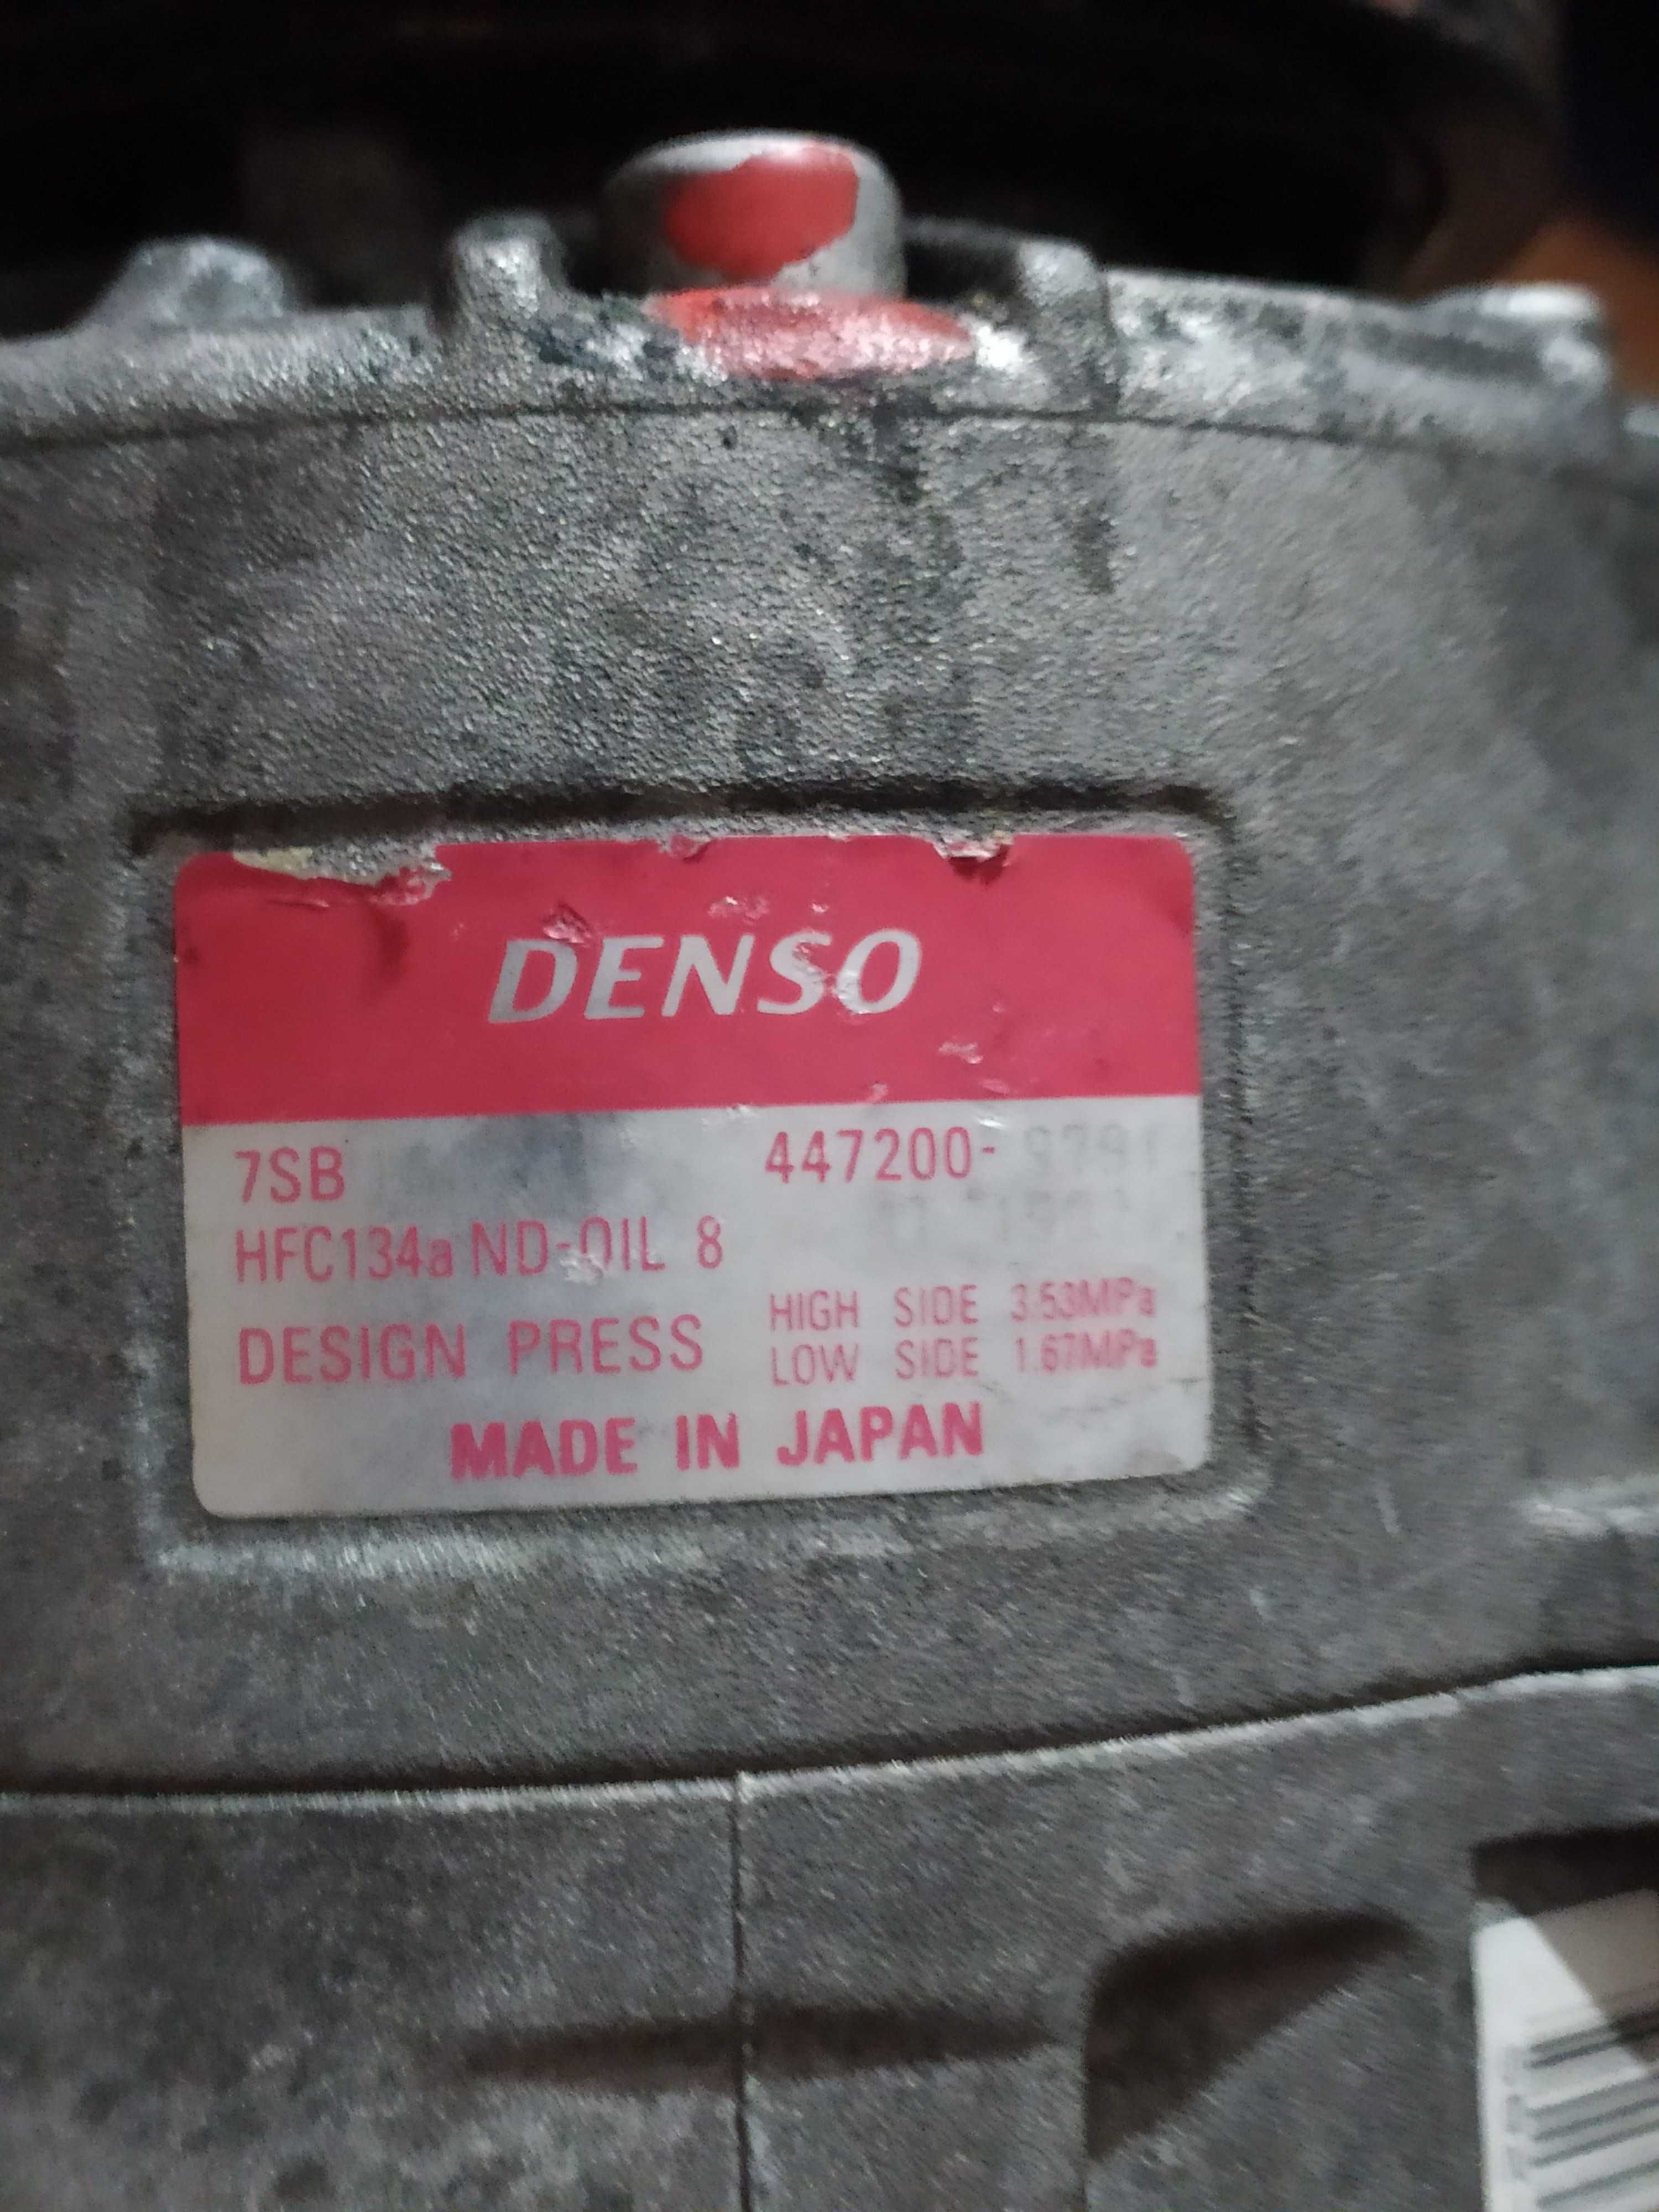 DENSO
7SB 447200-
HFC134a ND-OIL 8
DESIGN PRESS HIGH SIDE 3.53MPa
LOW SIDE 1.67MPa
MADE IN JAPAN